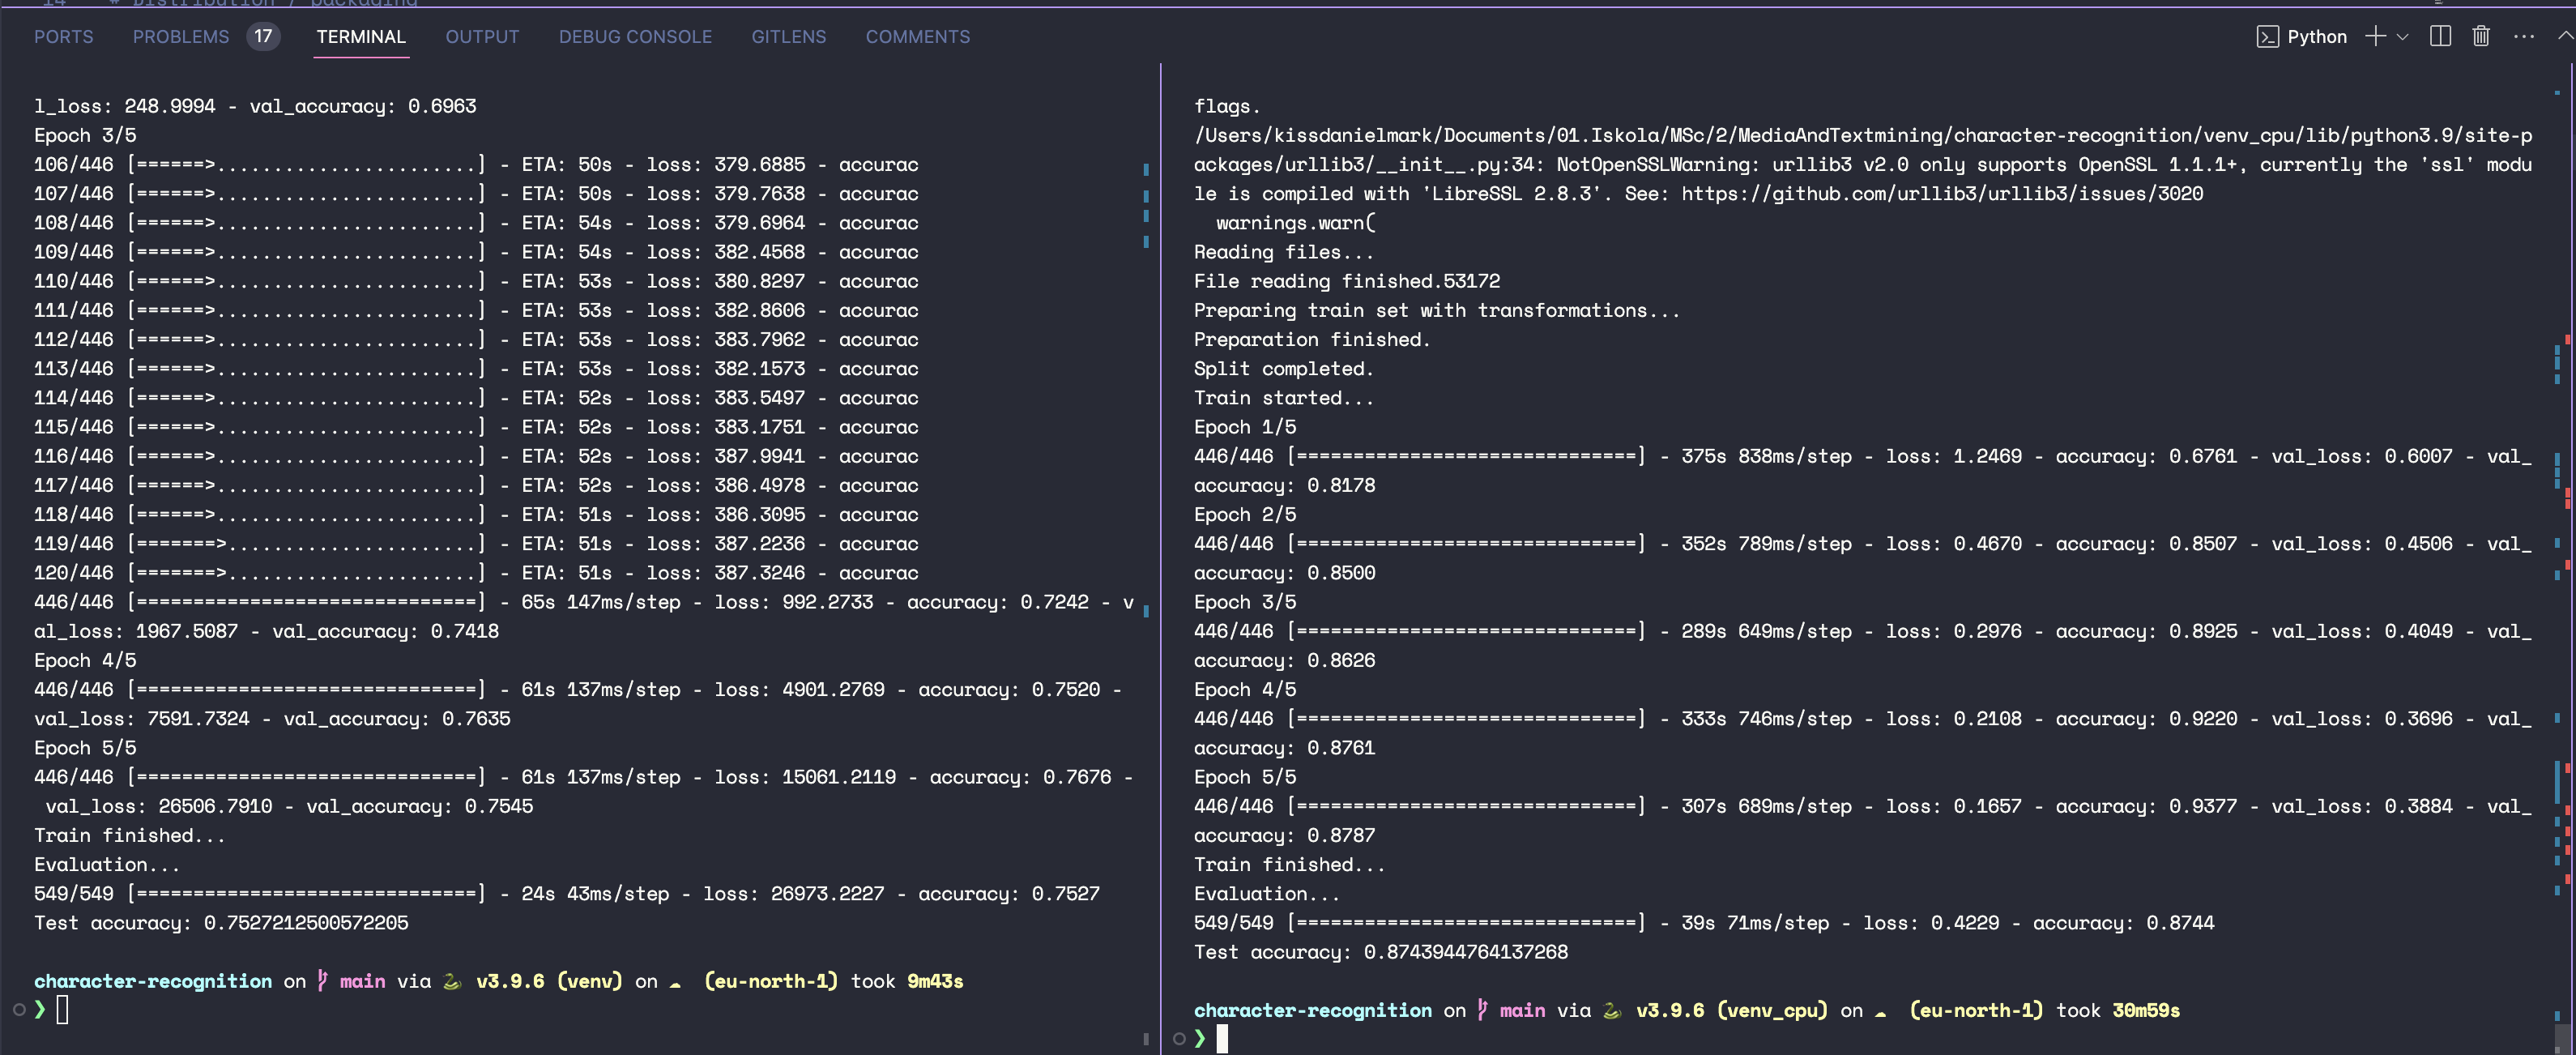 14 # Distribution / packaging
PORTS PROBLEMS 17 TERMINAL OUTPUT DEBUG CONSOLE GITLENS COMMENTS Python
l_loss: 248.9994 - val_accuracy: 0.6963
Epoch 3/5
106/446 [======>.......................] - ETA: 50s - loss: 379.6885 - accurac
107/446 [======>.......................] - ETA: 50s - loss: 379.7638 - accurac
108/446 [======>.......................] - ETA: 54s - loss: 379.6964 - accurac
109/446 [======>.......................] - ETA: 54s - loss: 382.4568 - accurac
110/446 [======>.......................] - ETA: 53s - loss: 380.8297 - accurac
111/446 [======>.......................] - ETA: 53s - loss: 382.8606 - accurac
112/446 [======>.......................] - ETA: 53s - loss: 383.7962 - accurac
113/446 [======>.......................] - ETA: 53s - loss: 382.1573 - accurac
114/446 [======>.......................] - ETA: 52s - loss: 383.5497 - accurac
115/446 [======>.......................] - ETA: 52s - loss: 383.1751 - accurac
116/446 [======>.......................] - ETA: 52s - loss: 387.9941 - accurac
117/446 [======>.......................] - ETA: 52s - loss: 386.4978 - accurac
118/446 [======>.......................] - ETA: 51s - loss: 386.3095 - accurac
119/446 [=======>......................] - ETA: 51s - loss: 387.2236 - accurac
120/446 [=======>......................] - ETA: 51s - loss: 387.3246 - accurac
446/446 [==============================] - 65s 147ms/step - loss: 992.2733 - accuracy: 0.7242 - v
al_loss: 1967.5087 - val_accuracy: 0.7418
Epoch 4/5
446/446 [==============================] - 61s 137ms/step - loss: 4901.2769 - accuracy: 0.7520 -
val_loss: 7591.7324 - val_accuracy: 0.7635
Epoch 5/5
446/446 [==============================] - 61s 137ms/step - loss: 15061.2119 - accuracy: 0.7676 -
val_loss: 26506.7910 - val_accuracy: 0.7545
Train finished...
Evaluation...
549/549 [==============================] - 24s 43ms/step - loss: 26973.2227 - accuracy: 0.7527
Test accuracy: 0.7527212500572205
character-recognition on main via v3.9.6 (venv) on (eu-north-1) took 9m43s
❯
flags.
/Users/kissdanielmark/Documents/01.Iskola/MSc/2/MediaAndTextmining/character-recognition/venv_cpu/lib/python3.9/site-p
ackages/urllib3/__init__.py:34: NotOpenSSLWarning: urllib3 v2.0 only supports OpenSSL 1.1.1+, currently the 'ssl' modu
le is compiled with 'LibreSSL 2.8.3'. See: https://github.com/urllib3/urllib3/issues/3020
warnings.warn(
Reading files...
File reading finished.53172
Preparing train set with transformations...
Preparation finished.
Split completed.
Train started...
Epoch 1/5
446/446 [==============================] - 375s 838ms/step - loss: 1.2469 - accuracy: 0.6761 - val_loss: 0.6007 - val_
accuracy: 0.8178
Epoch 2/5
446/446 [==============================] - 352s 789ms/step - loss: 0.4670 - accuracy: 0.8507 - val_loss: 0.4506 - val_
accuracy: 0.8500
Epoch 3/5
446/446 [==============================] - 289s 649ms/step - loss: 0.2976 - accuracy: 0.8925 - val_loss: 0.4049 - val_
accuracy: 0.8626
Epoch 4/5
446/446 [==============================] - 333s 746ms/step - loss: 0.2108 - accuracy: 0.9220 - val_loss: 0.3696 - val_
accuracy: 0.8761
Epoch 5/5
446/446 [==============================] - 307s 689ms/step - loss: 0.1657 - accuracy: 0.9377 - val_loss: 0.3884 - val_
accuracy: 0.8787
Train finished...
Evaluation...
549/549 [==============================] - 39s 71ms/step - loss: 0.4229 - accuracy: 0.8744
Test accuracy: 0.8743944764137268
character-recognition on main via v3.9.6 (venv_cpu) on (eu-north-1) took 30m59s
❯